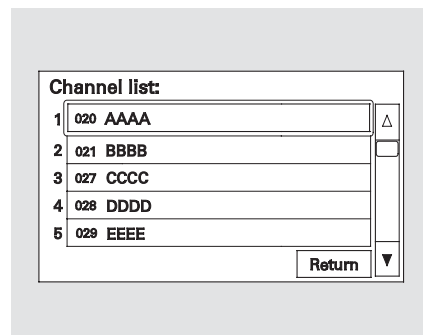 Channel list:
1 020 AAAA
2 021 BBBB
3 027 CCCC
4 028 DDDD
5 029 EEEE
Return